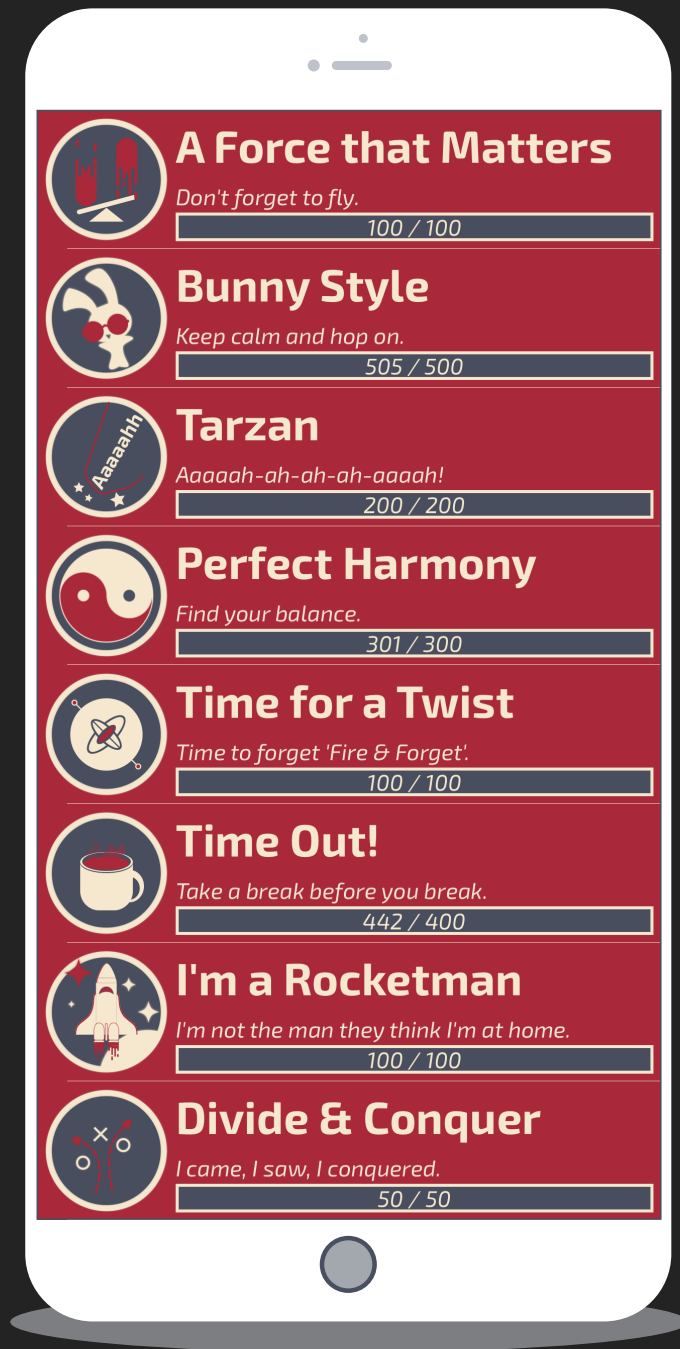 A Force that Matters
Don't forget to fly.
100 / 100
Bunny Style
Keep calm and hop on.
505 / 500
Aaaaahh
Tarzan
Aaaaah-ah-ah-ah-aaaah!
200 / 200
Perfect Harmony
Find your balance.
301 / 300
Time for a Twist
Time to forget 'Fire & Forget'.
100 / 100
Time Out!
Take a break before you break.
442 / 400
I'm a Rocketman
I'm not the man they think I'm at home.
100 / 100
Divide & Conquer
I came, I saw, I conquered.
50 / 50